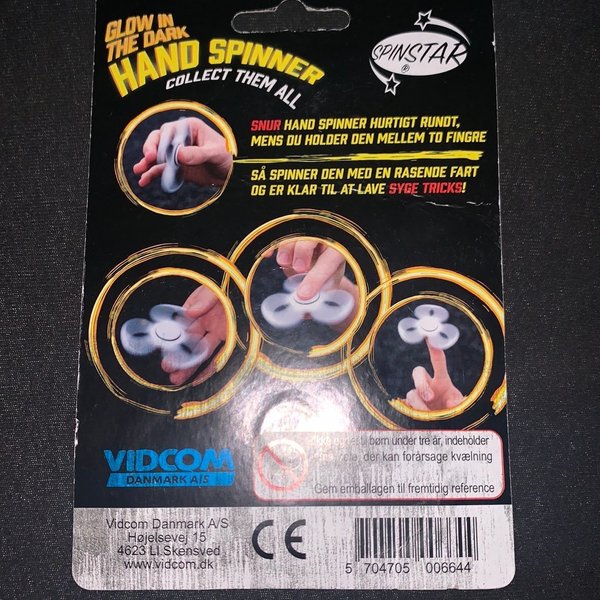 GLOW IN
THE DARK
HAND SPINNER
COLLECT THEM ALL
SPINSTAR
®
SNUR HAND SPINNER HURTIGT RUNDT,
MENS DU HOLDER DEN MELLEM TO FINGRE
SÅ SPINNER DEN MED EN RASENDE FART
OG ER KLAR TIL AT LAVE SYGE TRICKS!
VIDCOM
DANMARK A/S
børn under tre år, indeholder
der kan forårsage kvælning
Gem emballagen til fremtidig reference
Vidcom Danmark A/S
Højelsevej 15
4623 Ll.Skensved
www.vidcom.dk
CE
5 704705 006644